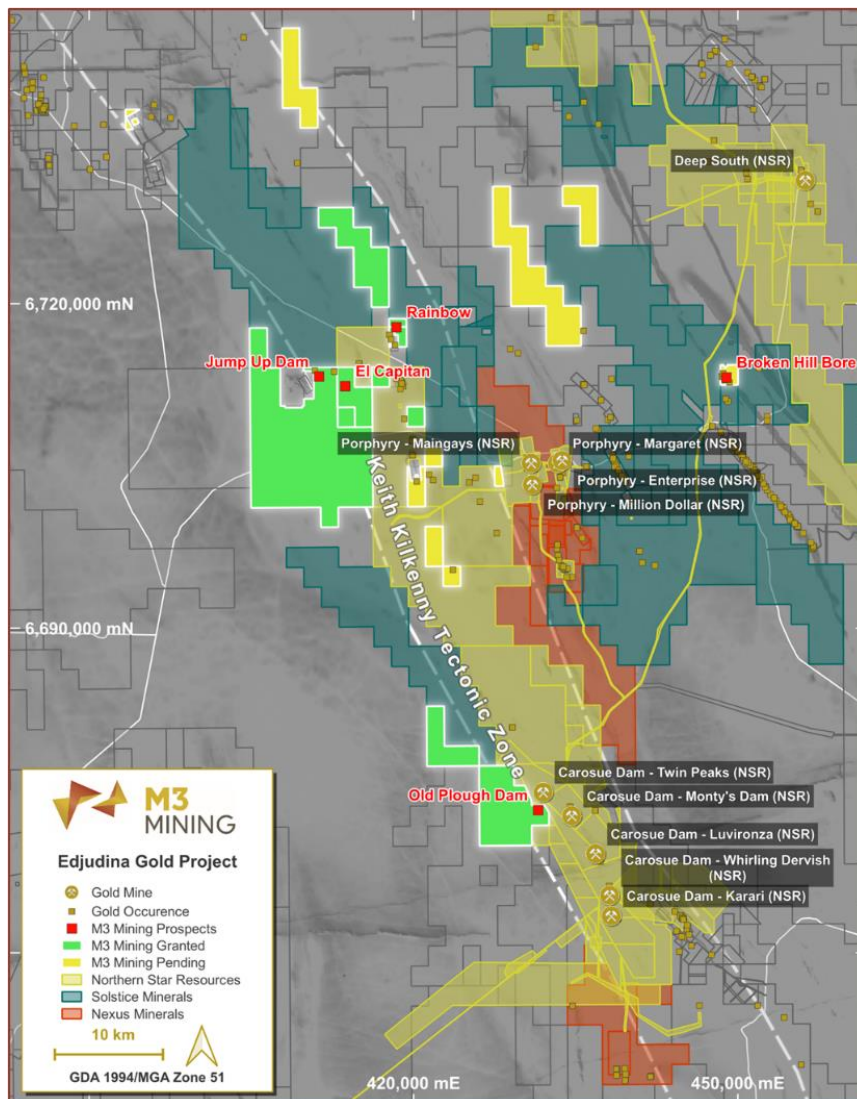 Deep South (NSR)
6,720,000 mN
Rainbow
Jump Up Dam
El Capitan
Broken Hill Bore
Porphyry - Maingays (NSR)
Porphyry - Margaret (NSR)
Porphyry - Enterprise (NSR)
Porphyry - Million Dollar (NSR)
Keith Kilkenny Tectonic Zone
6,690,000 mN
Carosue Dam - Twin Peaks (NSR)
Old Plough Dam
Carosue Dam - Monty's Dam (NSR)
Carosue Dam - Luvironza (NSR)
Carosue Dam - Whirling Dervish
(NSR)
Carosue Dam - Karari (NSR)
M3
MINING
Edjudina Gold Project
Gold Mine
Gold Occurence
M3 Mining Prospects
M3 Mining Granted
M3 Mining Pending
Northern Star Resources
Solstice Minerals
Nexus Minerals
10 km
GDA 1994/MGA Zone 51
420,000 mE
450,000 mE